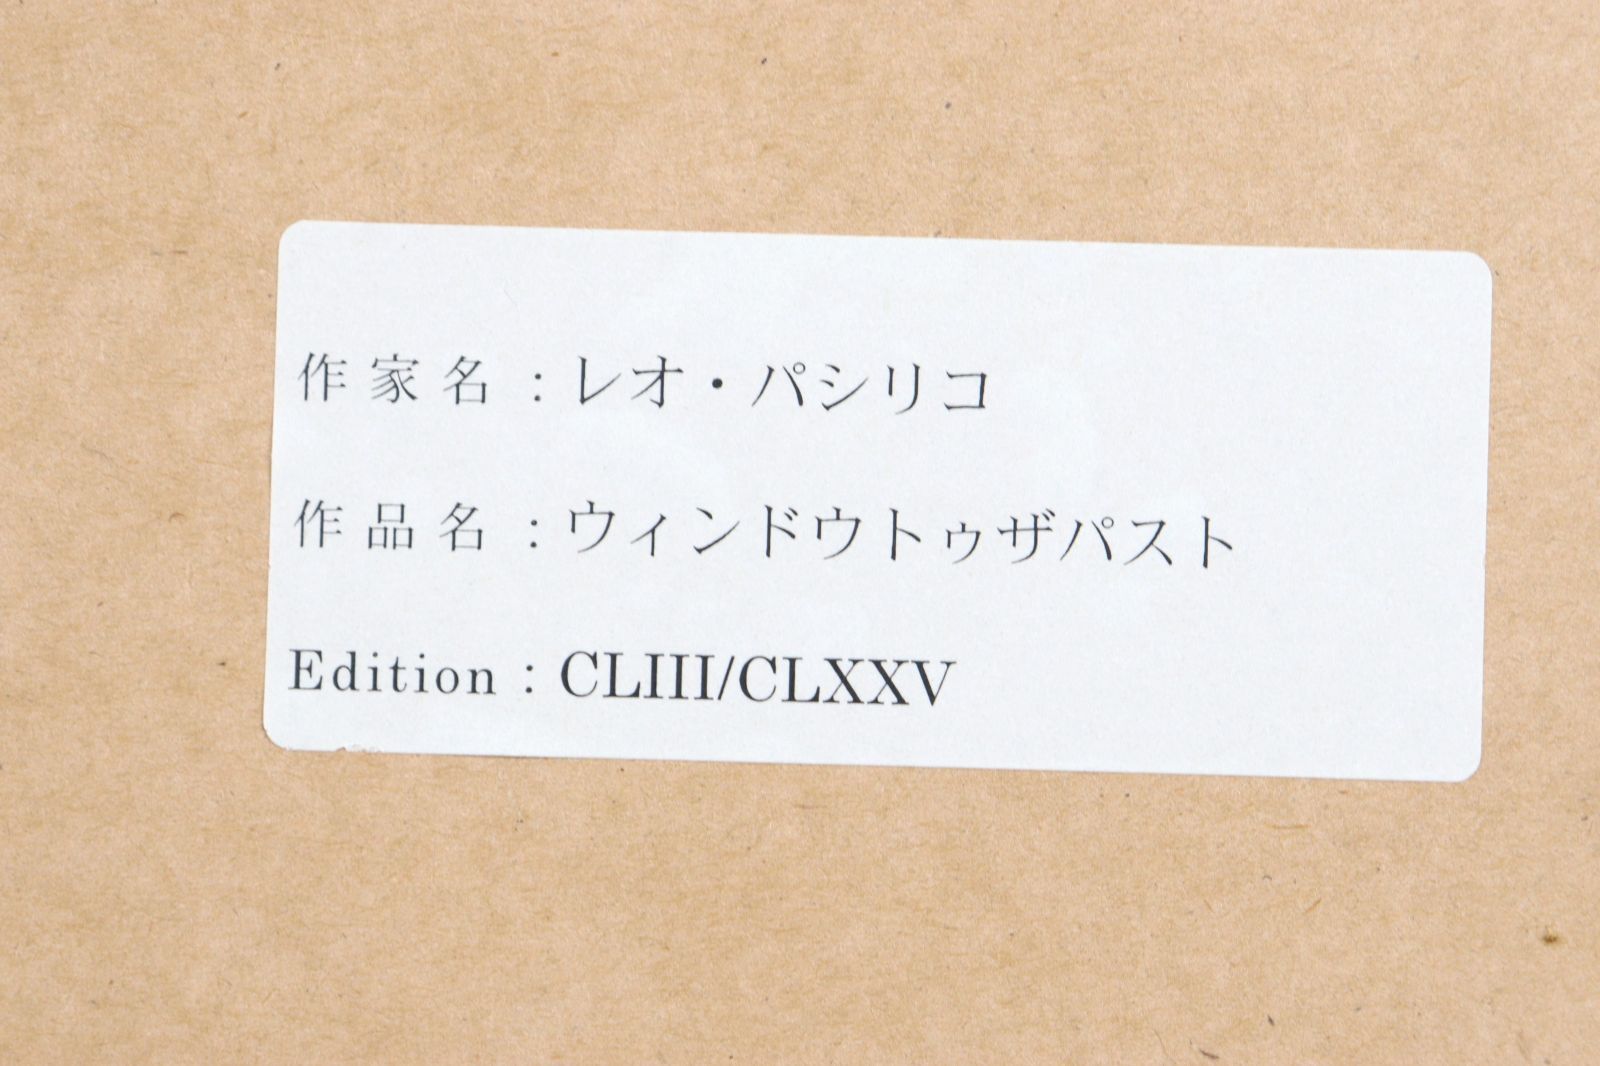 作家名：レオ・パシリコ
作品名：ウィンドウトゥザパスト
Edition：CLIII/CLXXV